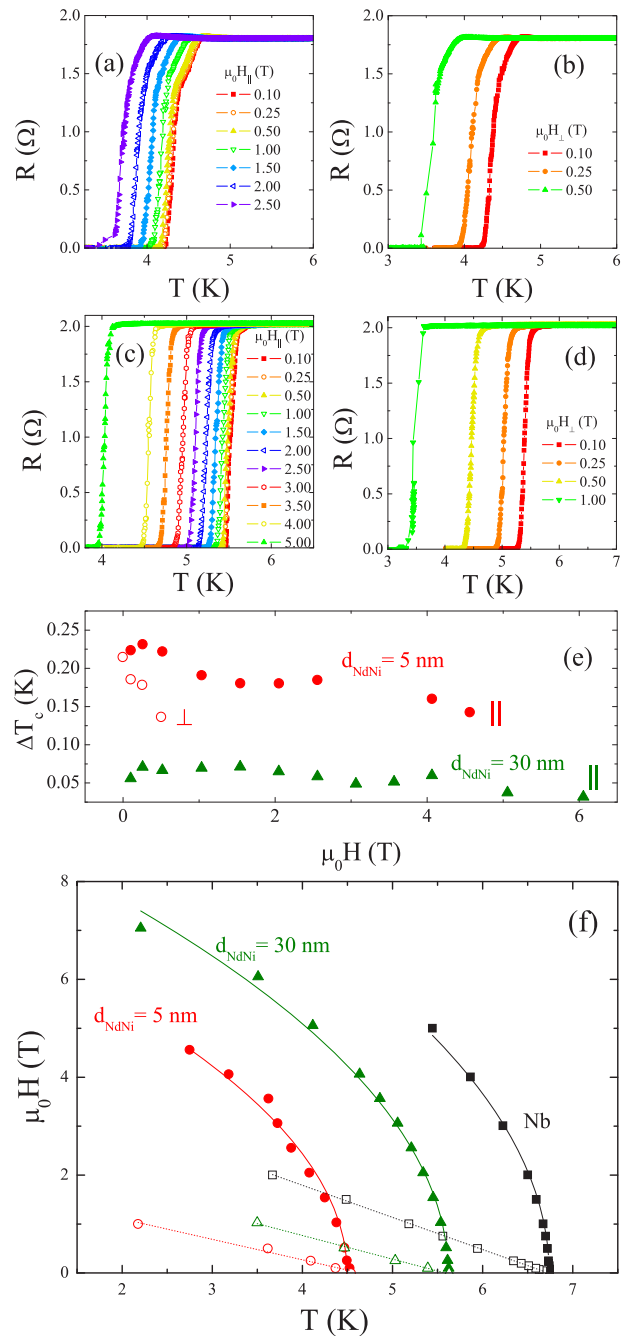 2.0
1.5
1.0
0.5
0.0
R (Ω)
(a)
μ0H|| (T)
0.10
0.25
0.50
1.00
1.50
2.00
2.50
4 5 6
T (K)
2.0
1.5
1.0
0.5
0.0
R (Ω)
(b)
μ0H⊥ (T)
0.10
0.25
0.50
3 4 5 6
T (K)
2.0
1.5
1.0
0.5
0.0
R (Ω)
(c)
μ0H|| (T)
0.10
0.25
0.50
1.00
1.50
2.00
2.50
3.00
3.50
4.00
5.00
4 5 6
T (K)
2.0
1.5
1.0
0.5
0.0
R (Ω)
(d)
μ0H⊥ (T)
0.10
0.25
0.50
1.00
3 4 5 6 7
T (K)
0.25
0.20
0.15
0.10
0.05
ΔTc (K)
(e)
dNdNi= 5 nm
||
⊥
dNdNi= 30 nm
||
0 2 4 6
μ0H (T)
8
6
4
2
0
μ0H (T)
(f)
dNdNi= 30 nm
dNdNi= 5 nm
Nb
2 3 4 5 6 7
T (K)